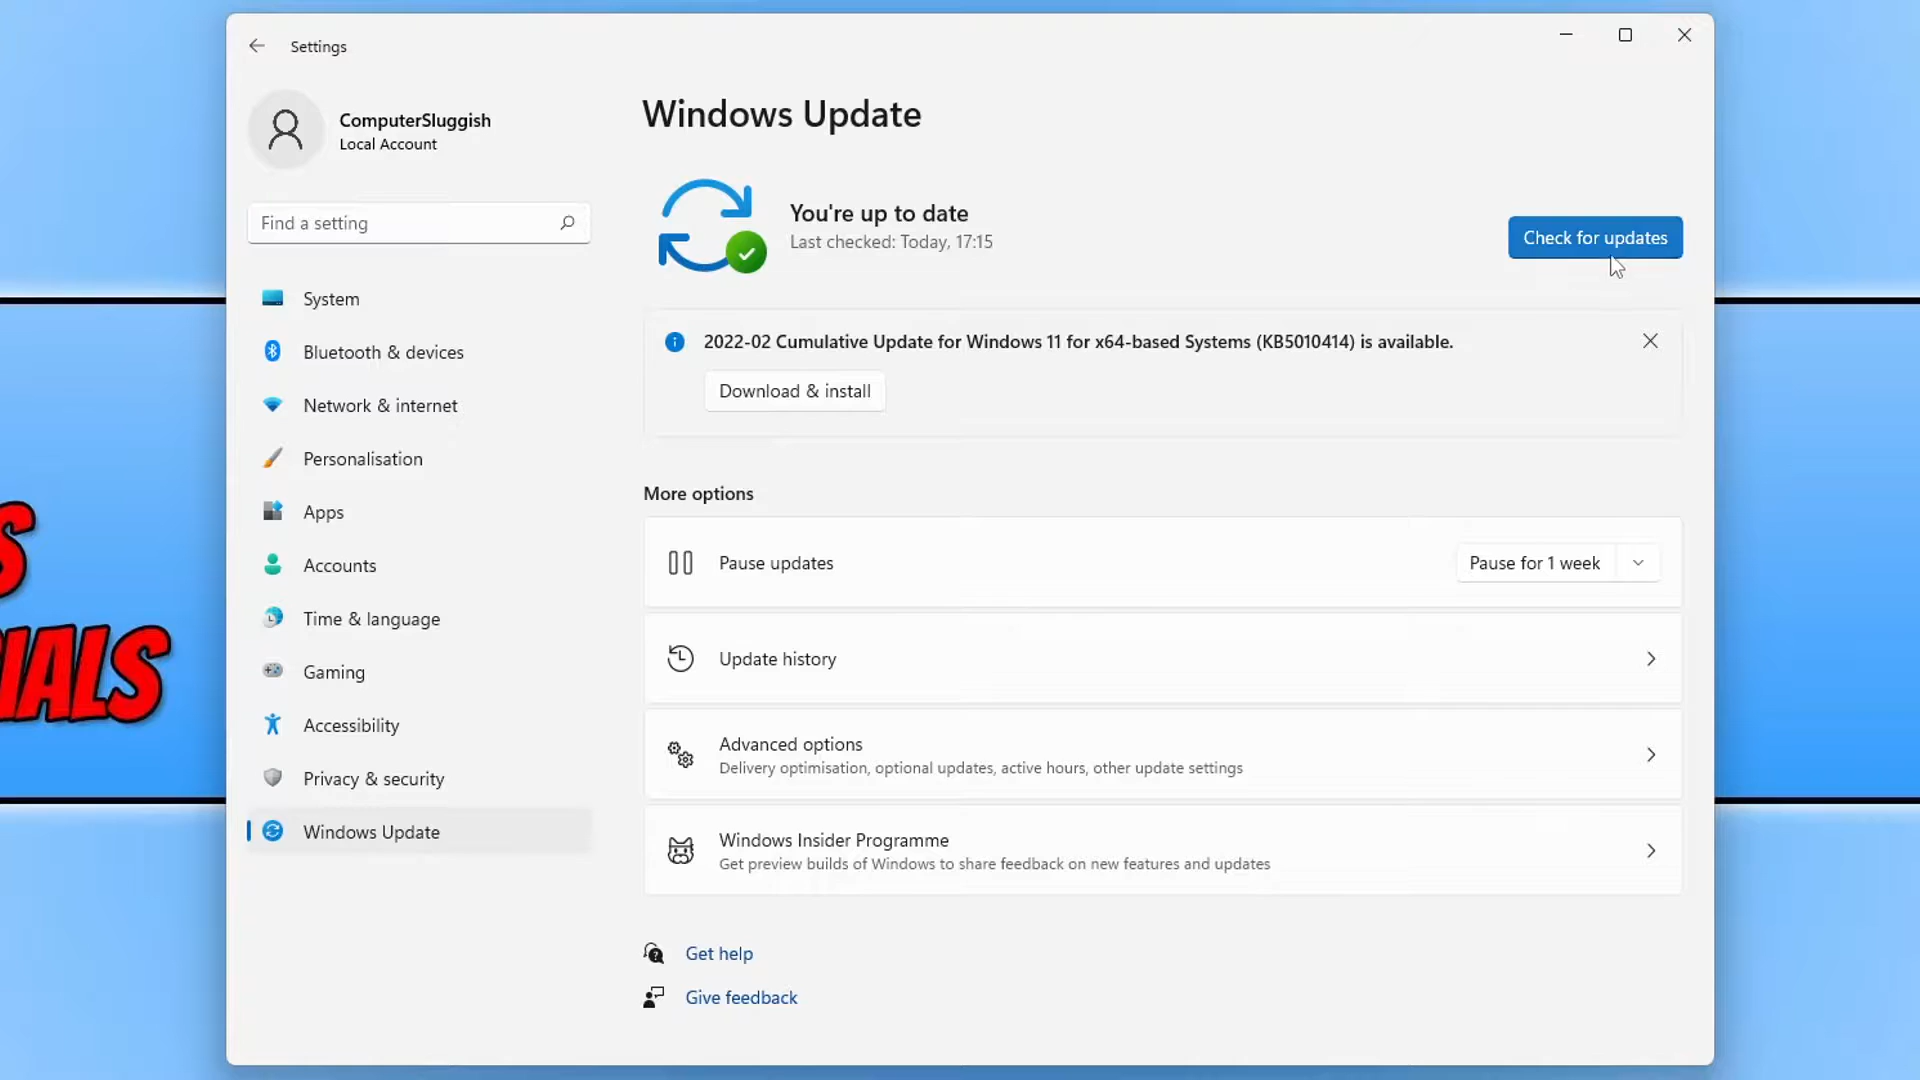 Settings
ComputerSluggish
Local Account
Find a setting
System
Bluetooth & devices
Network & internet
Personalisation
Apps
Accounts
Time & language
Gaming
Accessibility
Privacy & security
Windows Update
Windows Update
You're up to date
Last checked: Today, 17:15
Check for updates
2022-02 Cumulative Update for Windows 11 for x64-based Systems (KB5010414) is available.
Download & install
More options
Pause updates
Pause for 1 week
Update history
Advanced options
Delivery optimisation, optional updates, active hours, other update settings
Windows Insider Programme
Get preview builds of Windows to share feedback on new features and updates
Get help
Give feedback
S
IALS